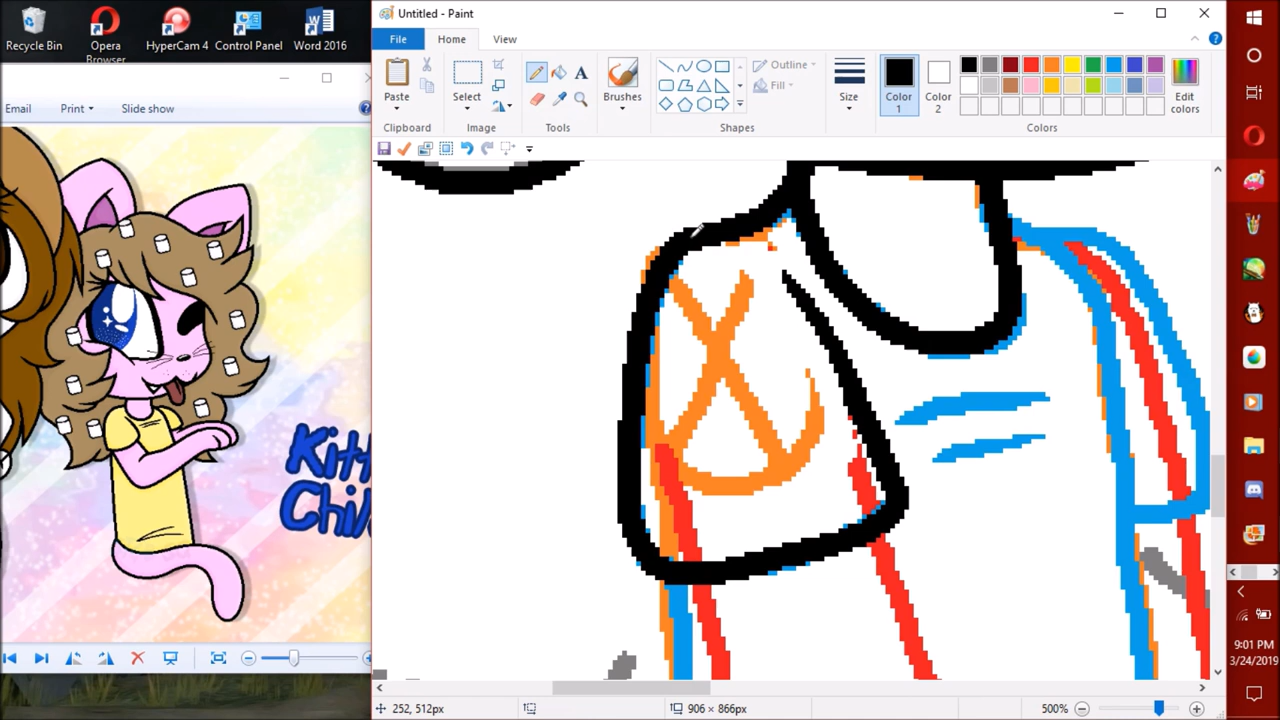 Recycle Bin
Opera Browser
HyperCam 4
Control Panel
Word 2016
Email
Print
Slide show
Kitt
Chil
Untitled - Paint
File
Home
View
Paste
Select
Brushes
Outline
Fill
Size
Color 1
Color 2
Edit colors
Clipboard
Image
Tools
Shapes
Colors
252, 512px
906 × 866px
500%
9:01 PM
3/24/2019